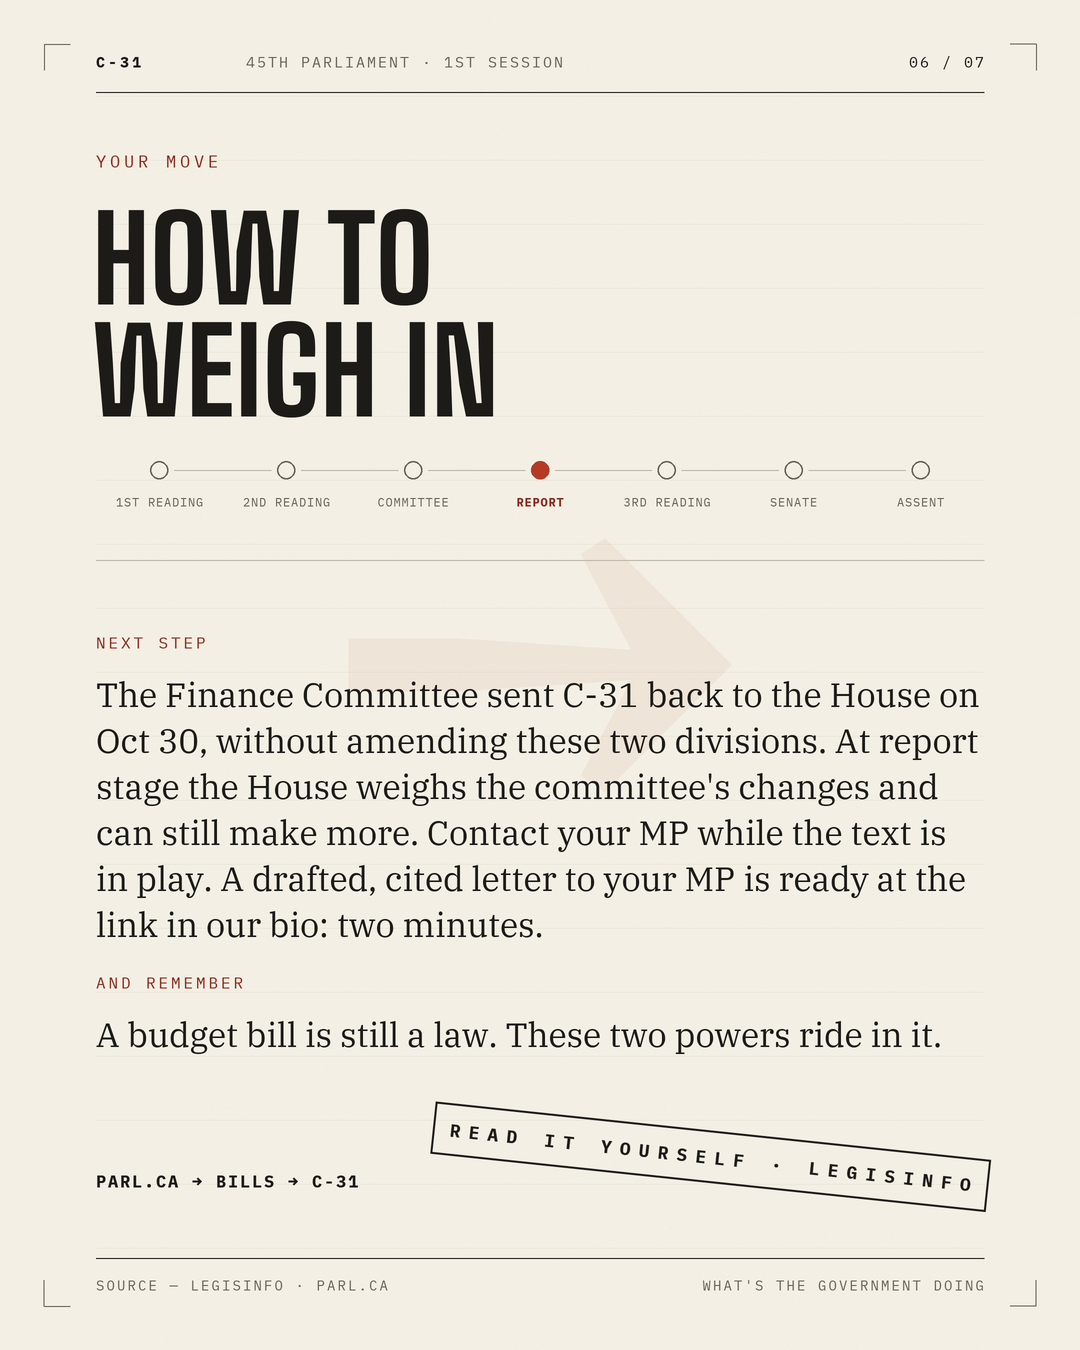 C-31 45TH PARLIAMENT · 1ST SESSION 06 / 07
YOUR MOVE
HOW TO
WEIGH IN
1ST READING 2ND READING COMMITTEE REPORT 3RD READING SENATE ASSENT
NEXT STEP
The Finance Committee sent C-31 back to the House on
Oct 30, without amending these two divisions. At report
stage the House weighs the committee's changes and
can still make more. Contact your MP while the text is
in play. A drafted, cited letter to your MP is ready at the
link in our bio: two minutes.
AND REMEMBER
A budget bill is still a law. These two powers ride in it.
READ IT YOURSELF · LEGISINFO
PARL.CA → BILLS → C-31
SOURCE — LEGISINFO · PARL.CA WHAT'S THE GOVERNMENT DOING